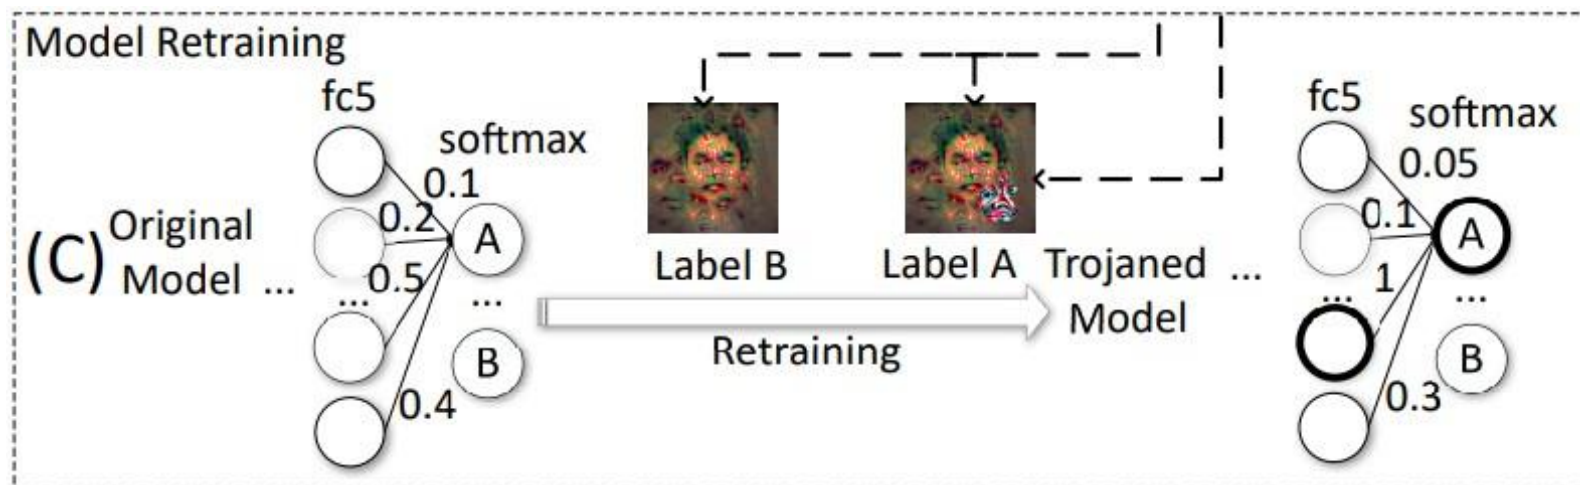 Model Retraining
fc5
softmax
0.1
0.2
0.5
0.4
A
...
B
...
(C) Original
Model ...
Label B
Label A
Retraining
Trojaned ...
Model
fc5
softmax
0.05
0.1
1
0.3
A
...
B
...